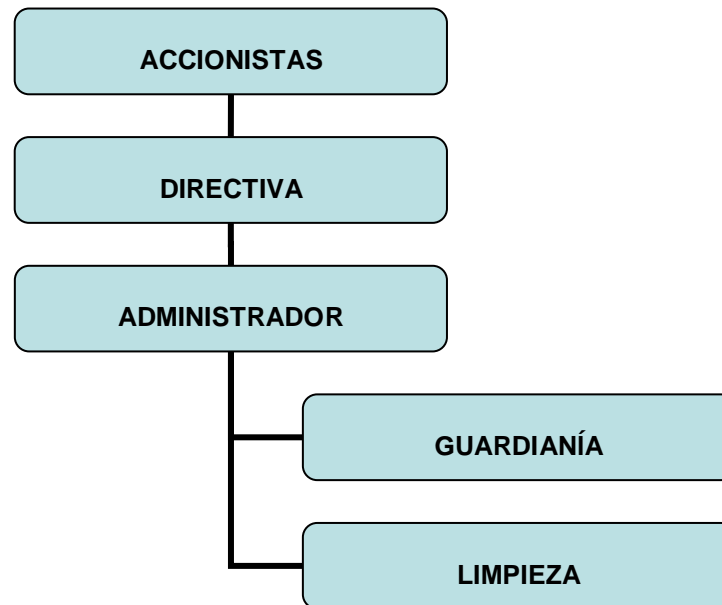 ACCIONISTAS
DIRECTIVA
ADMINISTRADOR
GUARDIANÍA
LIMPIEZA